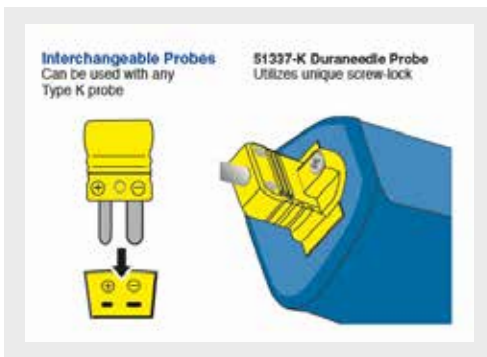 Interchangeable Probes
Can be used with any
Type K probe
51337-K Duraneedle Probe
Utilizes unique screw-lock